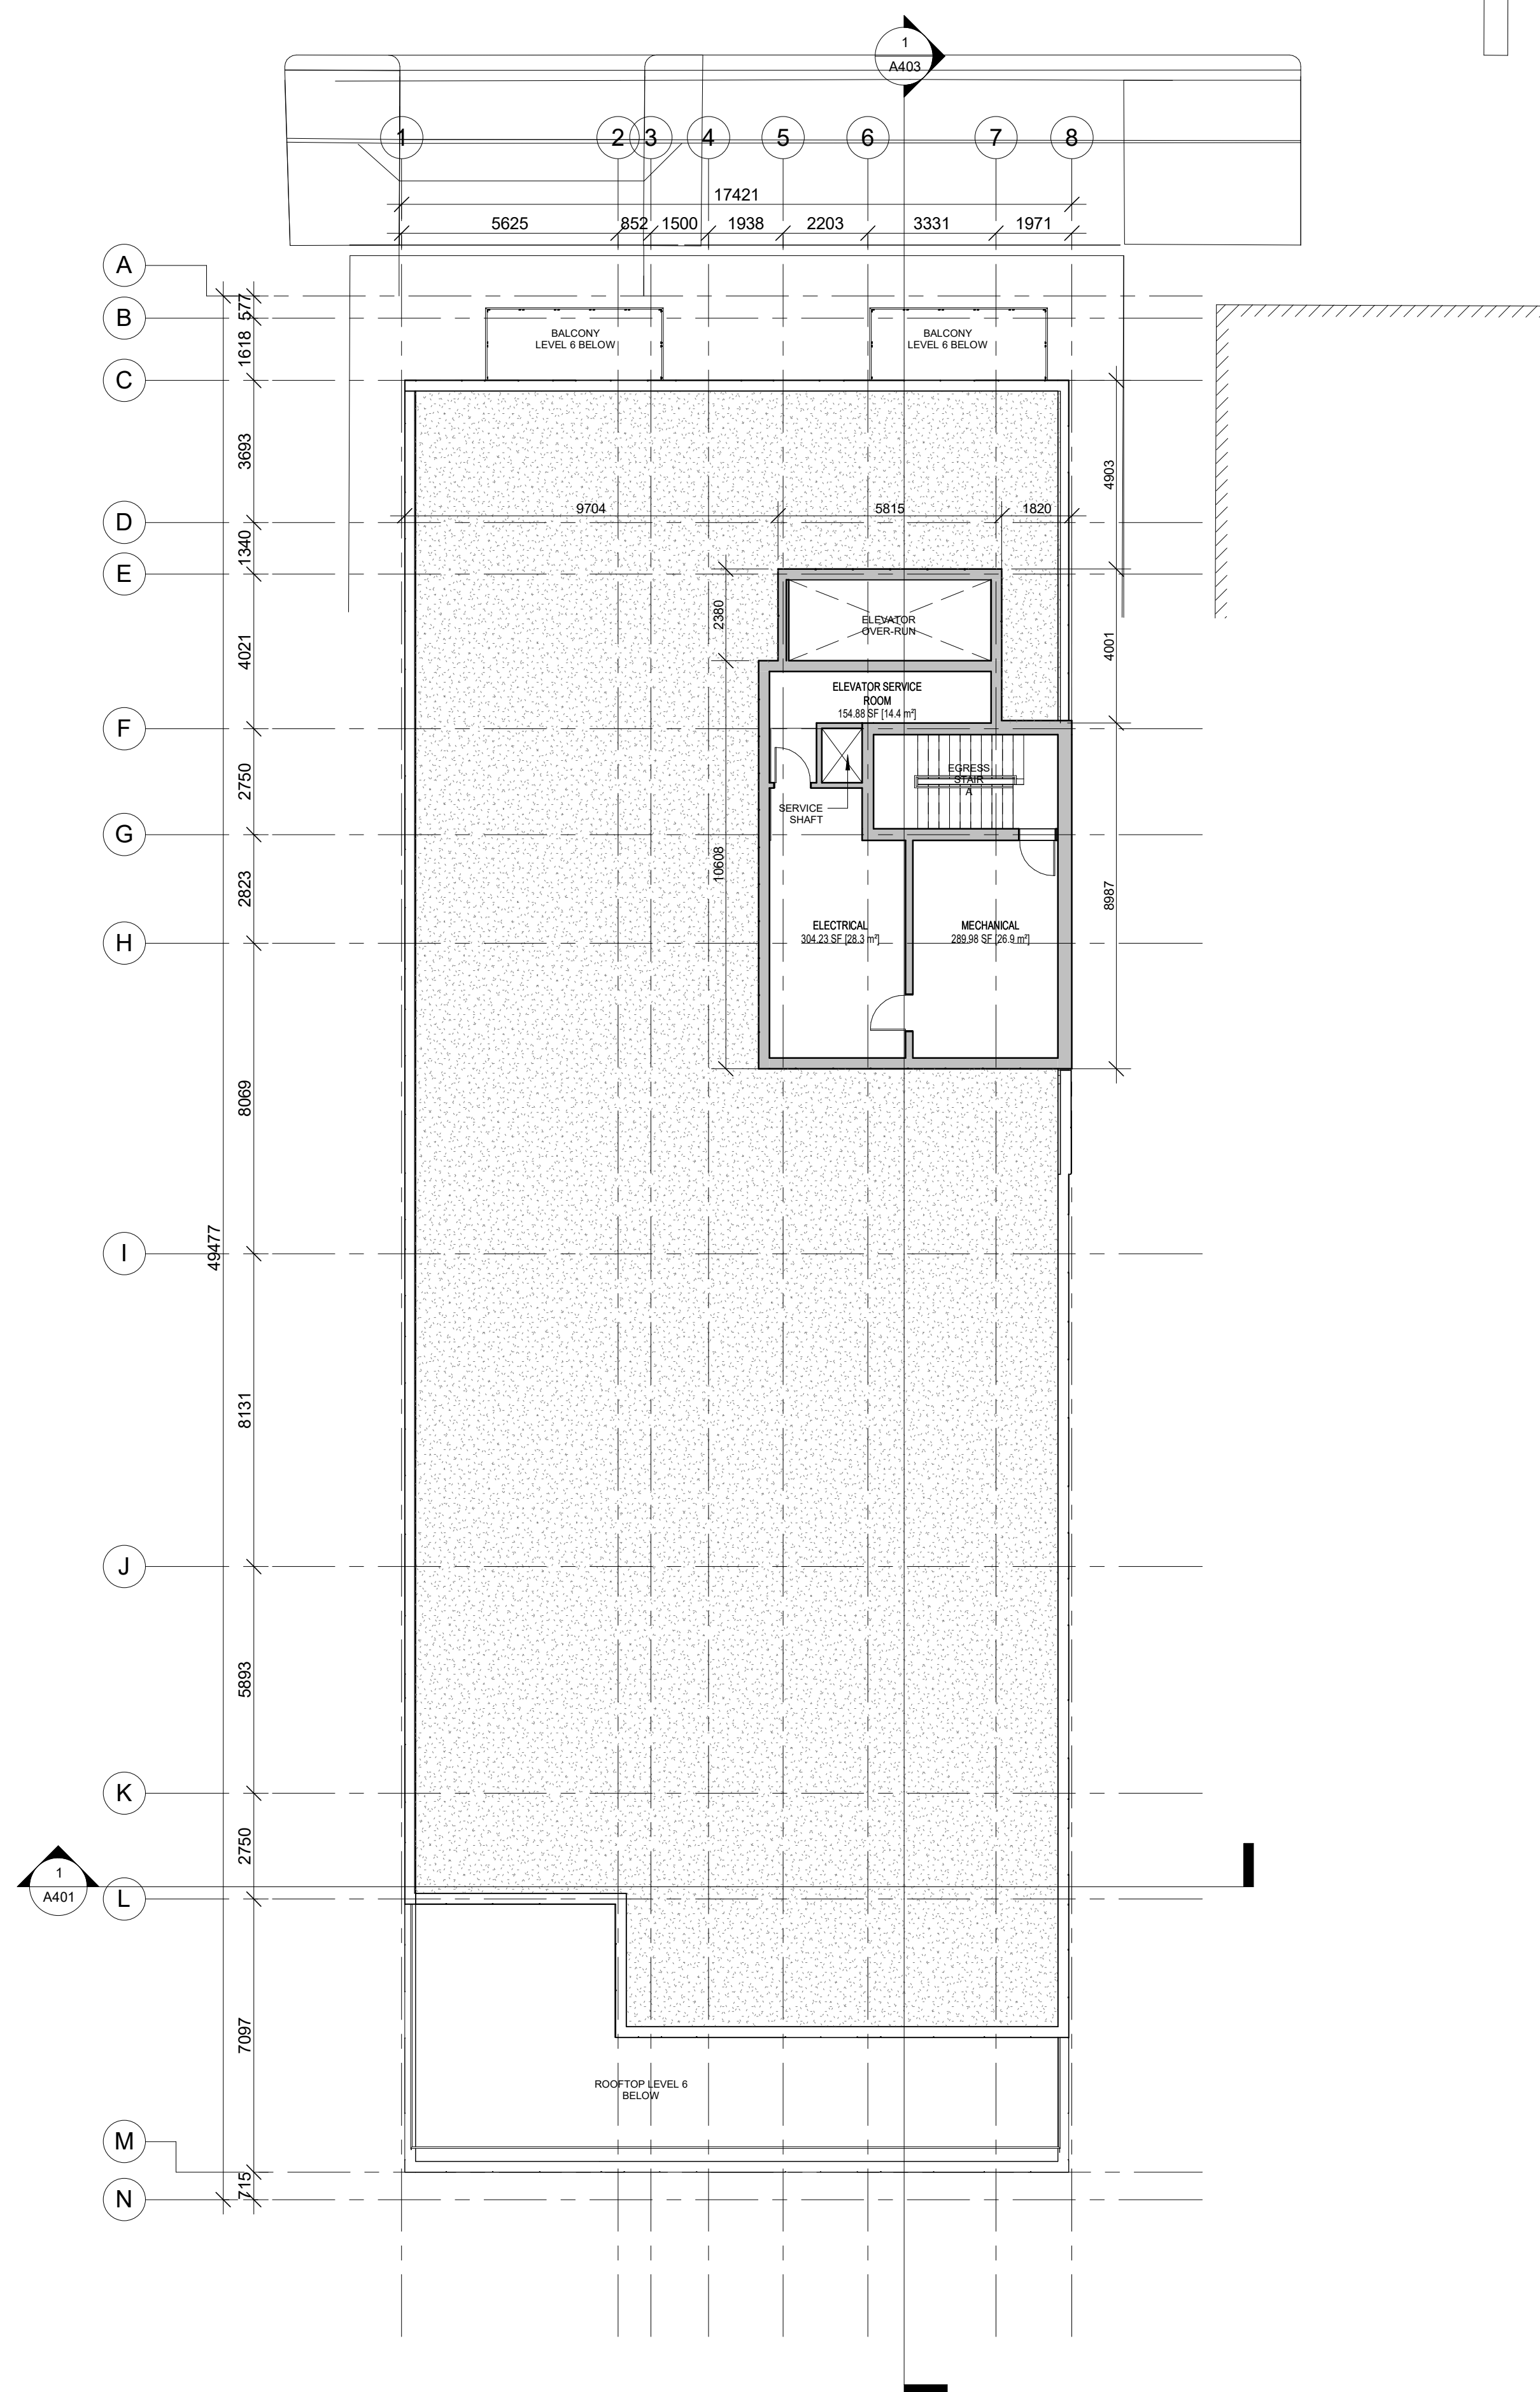 1
A403
1
2
3
4
5
6
7
8
17421
5625
852
1500
1938
2203
3331
1971
A
577
B
1618
BALCONY
LEVEL 6 BELOW
BALCONY
LEVEL 6 BELOW
C
3693
4903
D
9704
5815
1820
1340
E
2380
ELEVATOR
OVER-RUN
4021
4001
ELEVATOR SERVICE
ROOM
154.88 SF [14.4 m²]
F
2750
EGRESS
STAIR
A
SERVICE
SHAFT
G
2823
10608
8987
H
ELECTRICAL
304.23 SF [28.3 m²]
MECHANICAL
289.98 SF [26.9 m²]
8069
49477
I
8131
J
5893
K
2750
1
A401
L
7097
ROOFTOP LEVEL 6
BELOW
M
715
N